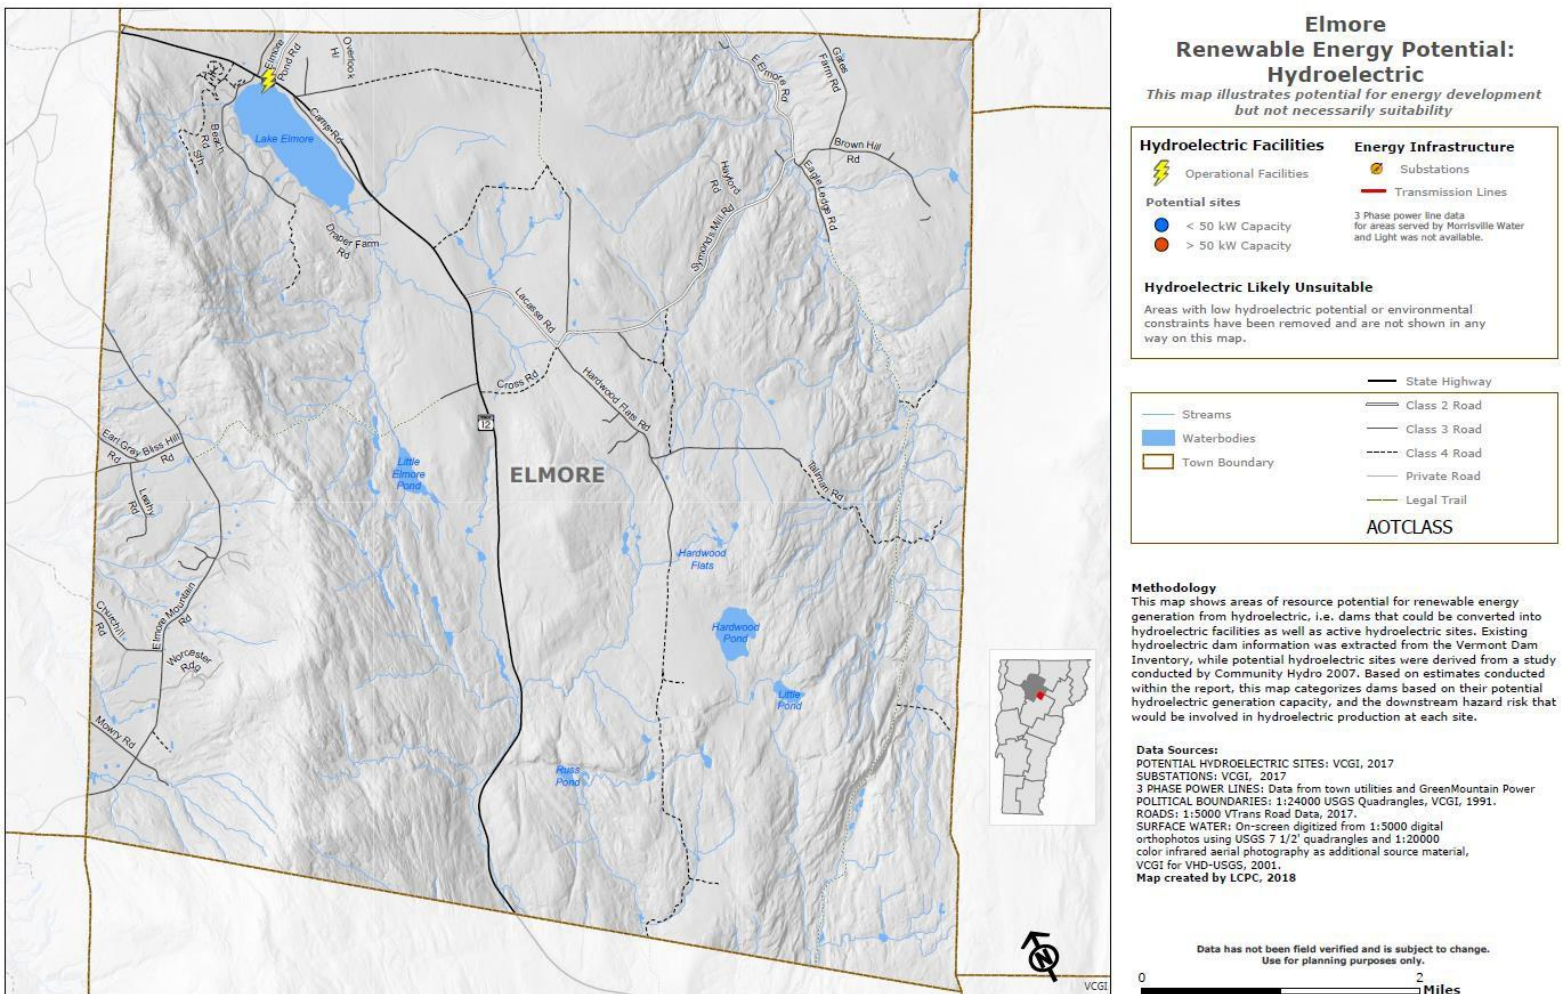 Elmore
Renewable Energy Potential:
Hydroelectric
This map illustrates potential for energy development
but not necessarily suitability
Hydroelectric Facilities
Operational Facilities
Potential sites
< 50 kW Capacity
> 50 kW Capacity
Energy Infrastructure
Substations
Transmission Lines
3 Phase power line data
for areas served by Morrisville Water
and Light was not available.
Hydroelectric Likely Unsuitable
Areas with low hydroelectric potential or environmental
constraints have been removed and are not shown in any
way on this map.
Streams
Waterbodies
Town Boundary
State Highway
Class 2 Road
Class 3 Road
Class 4 Road
Private Road
Legal Trail
AOTCLASS
Methodology
This map shows areas of resource potential for renewable energy
generation from hydroelectric, i.e. dams that could be converted into
hydroelectric facilities as well as active hydroelectric sites. Existing
hydroelectric dam information was extracted from the Vermont Dam
Inventory, while potential hydroelectric sites were derived from a study
conducted by Community Hydro 2007. Based on estimates conducted
within the report, this map categorizes dams based on their potential
hydroelectric generation capacity, and the downstream hazard risk that
would be involved in hydroelectric production at each site.
Data Sources:
POTENTIAL HYDROELECTRIC SITES: VCGI, 2017
SUBSTATIONS: VCGI, 2017
3 PHASE POWER LINES: Data from town utilities and GreenMountain Power
POLITICAL BOUNDARIES: 1:24000 USGS Quadrangles, VCGI, 1991.
ROADS: 1:5000 VTrans Road Data, 2017.
SURFACE WATER: On-screen digitized from 1:5000 digital
orthophotos using USGS 7 1/2' quadrangles and 1:20000
color infrared aerial photography as additional source material,
VCGI for VHD-USGS, 2001.
Map created by LCPC, 2018
Data has not been field verified and is subject to change.
Use for planning purposes only.
0 2
Miles
Elmore
Pond Rd
Overlook
Hl
Camp Rd
Lake Elmore
Beach
Rd
Sth
Draper Farm
Rd
E Elmore Rd
Gates
Farm Rd
Brown Hill
Rd
Eagle Ledge Rd
Hayford
Rd
Symonds Mill Rd
Lacasse Rd
Cross Rd
Hardwood Flats Rd
12
ELMORE
Tallman Rd
Earl Gray
Rd
Bliss Hill
Rd
Leahy
Rd
Little
Elmore
Pond
Hardwood
Flats
Hardwood
Pond
Little
Pond
Russ
Pond
Churchill
Rd
Elmore Mountain
Rd
Worcester
Rdg
Mowry Rd
N
VCGI